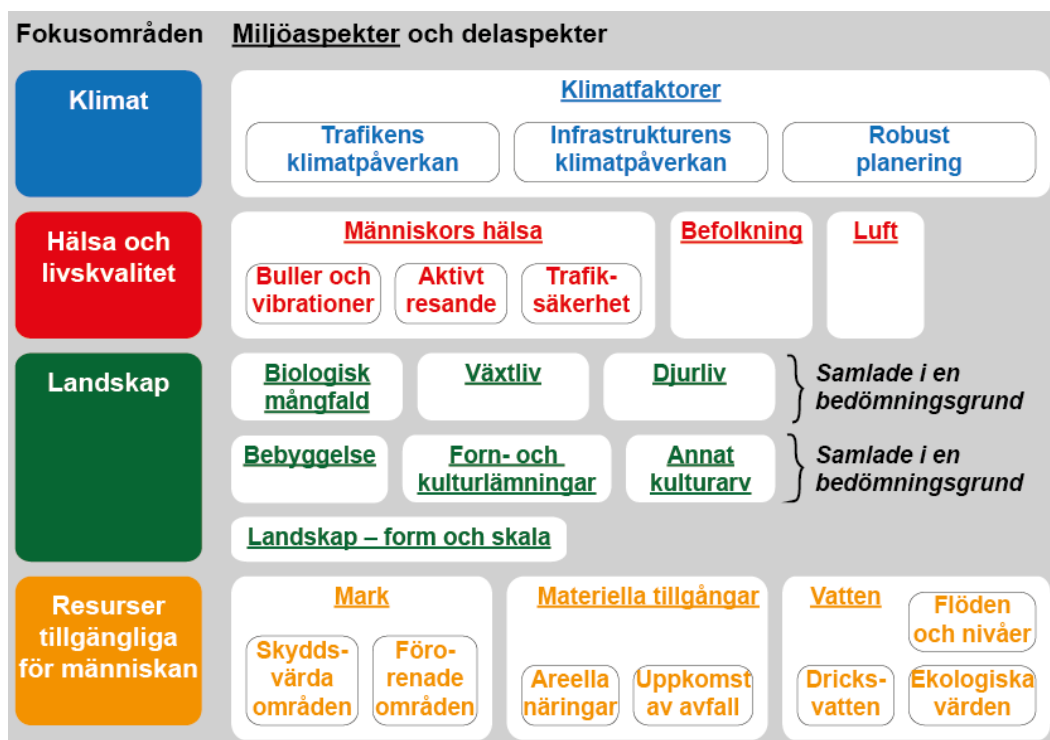 Fokusområden
Miljöaspekter och delaspekter
Klimat
Klimatfaktorer
Trafikens
klimatpåverkan
Infrastrukturens
klimatpåverkan
Robust
planering
Hälsa och
livskvalitet
Människors hälsa
Buller och
vibrationer
Aktivt
resande
Trafik-
säkerhet
Befolkning
Luft
Landskap
Biologisk
mångfald
Växtliv
Djurliv
Samlade i en
bedömningsgrund
Bebyggelse
Forn- och
kulturlämningar
Annat
kulturarv
Samlade i en
bedömningsgrund
Landskap – form och skala
Resurser
tillgängliga
för människan
Mark
Skydds-
värda
områden
Föro-
renade
områden
Materiella tillgångar
Areella
näringar
Uppkomst
av avfall
Vatten
Flöden
och nivåer
Dricks-
vatten
Ekologiska
värden